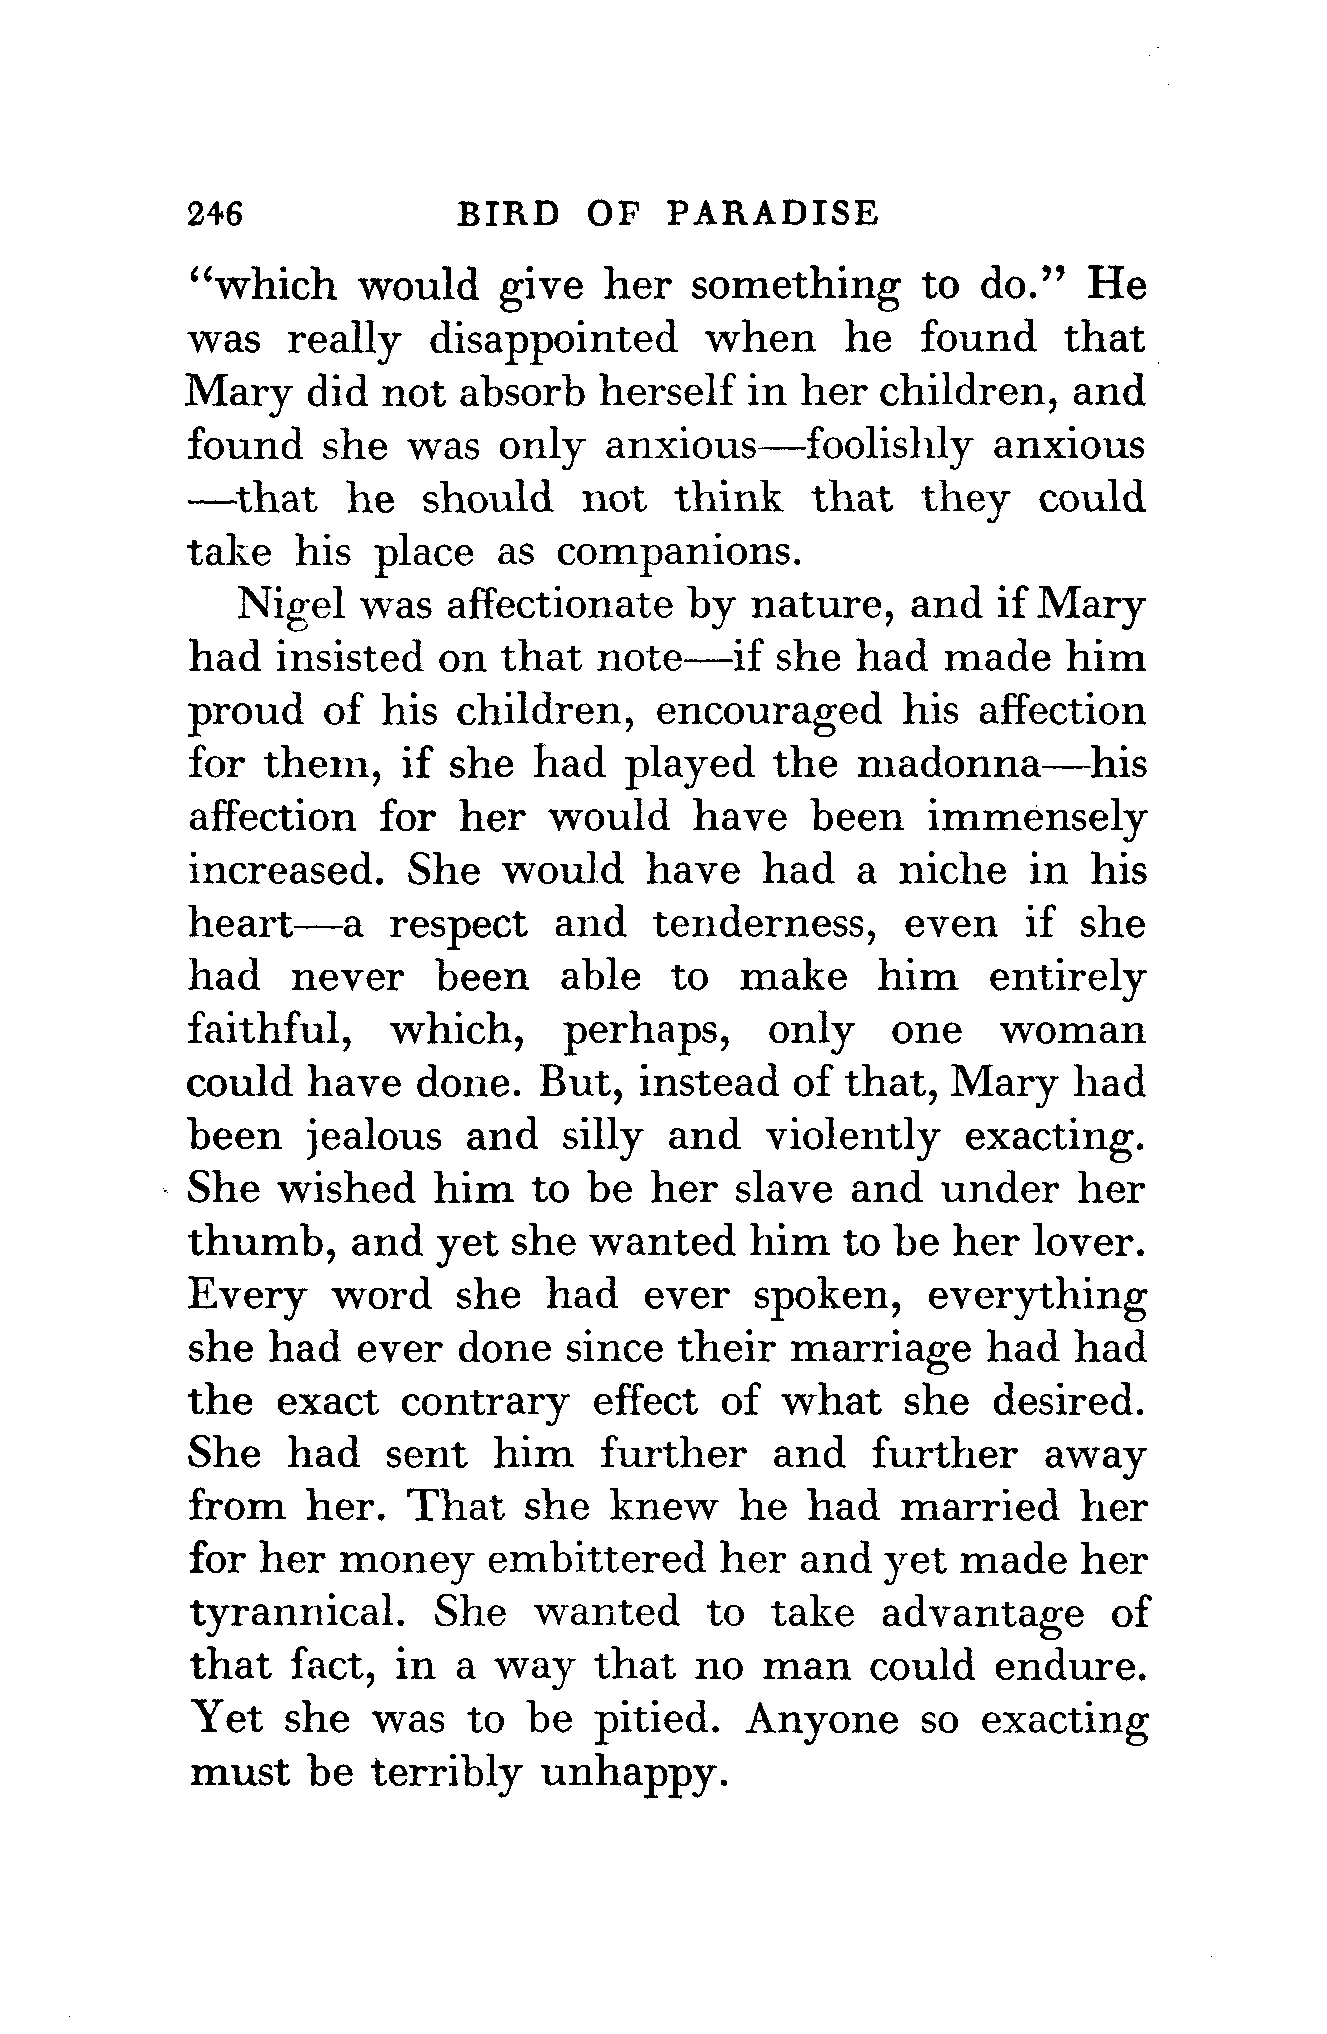 246 BIRD OF PARADISE
“which would give her something to do.” He
was really disappointed when he found that
Mary did not absorb herself in her children, and
found she was only anxious—foolishly anxious
—that he should not think that they could
take his place as companions.
Nigel was affectionate by nature, and if Mary
had insisted on that note—if she had made him
proud of his children, encouraged his affection
for them, if she had played the madonna—his
affection for her would have been immensely
increased. She would have had a niche in his
heart—a respect and tenderness, even if she
had never been able to make him entirely
faithful, which, perhaps, only one woman
could have done. But, instead of that, Mary had
been jealous and silly and violently exacting.
She wished him to be her slave and under her
thumb, and yet she wanted him to be her lover.
Every word she had ever spoken, everything
she had ever done since their marriage had had
the exact contrary effect of what she desired.
She had sent him further and further away
from her. That she knew he had married her
for her money embittered her and yet made her
tyrannical. She wanted to take advantage of
that fact, in a way that no man could endure.
Yet she was to be pitied. Anyone so exacting
must be terribly unhappy.